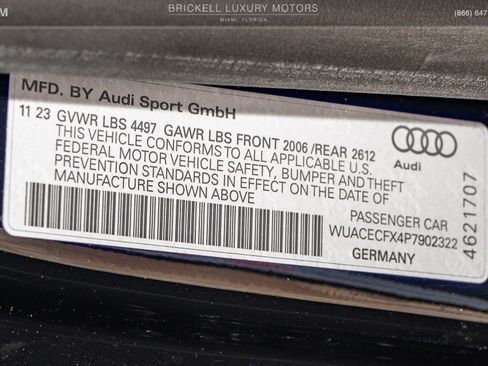 M
BRICKELL LUXURY MOTORS
MIAMI, FLORIDA
(866) 647
MFD. BY Audi Sport GmbH
11 23 GVWR LBS 4497 GAWR LBS FRONT 2006 /REAR 2612
THIS VEHICLE CONFORMS TO ALL APPLICABLE U.S.
FEDERAL MOTOR VEHICLE SAFETY, BUMPER AND THEFT
PREVENTION STANDARDS IN EFFECT ON THE DATE OF
MANUFACTURE SHOWN ABOVE
Audi
PASSENGER CAR
WUACECFX4P7902322
GERMANY
4621707